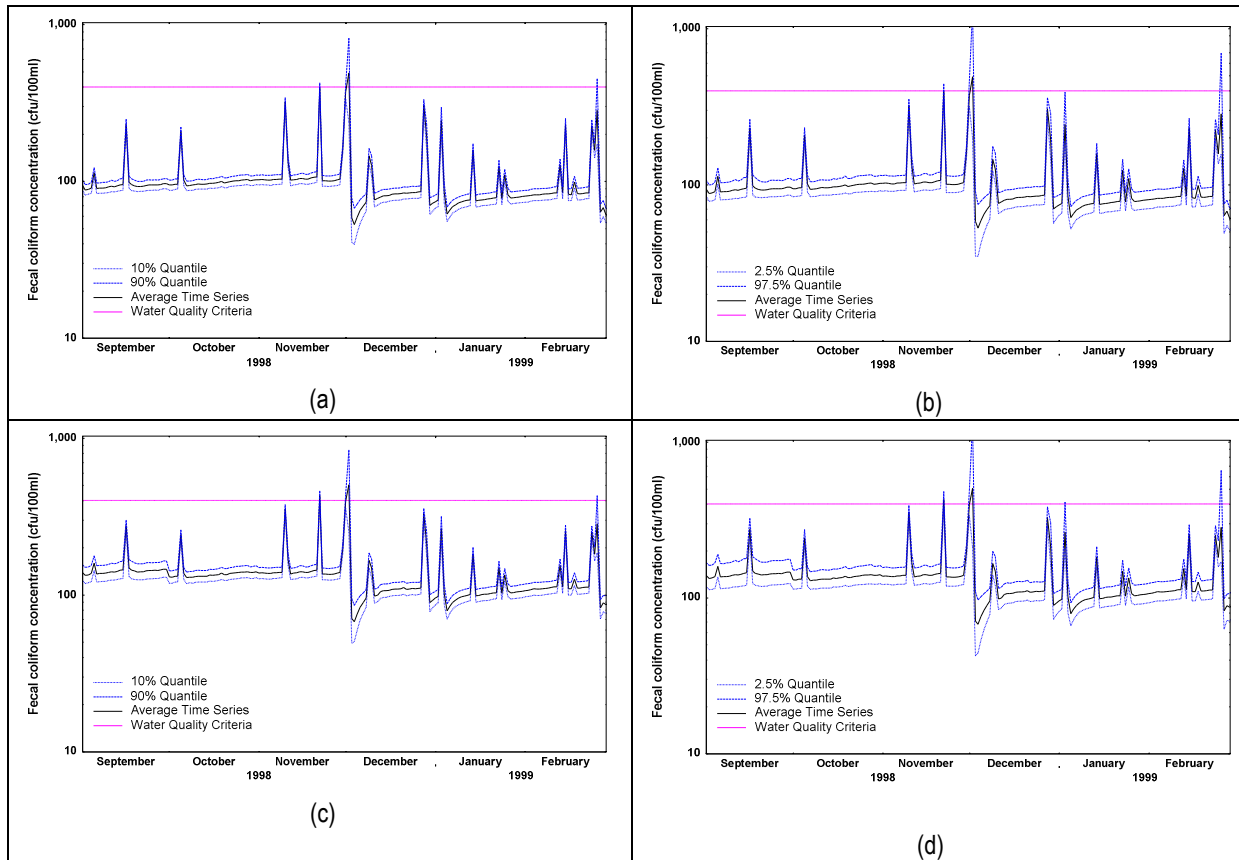 1,000
Fecal coliform concentration (cfu/100ml)
100
10% Quantile
90% Quantile
Average Time Series
Water Quality Criteria
10
September October November December January February
1998 1999
(a)
1,000
Fecal coliform concentration (cfu/100ml)
100
2.5% Quantile
97.5% Quantile
Average Time Series
Water Quality Criteria
10
September October November December January February
1998 1999
(b)
1,000
Fecal coliform concentration (cfu/100ml)
100
10% Quantile
90% Quantile
Average Time Series
Water Quality Criteria
10
September October November December January February
1998 1999
(c)
1,000
Fecal coliform concentration (cfu/100ml)
100
2.5% Quantile
97.5% Quantile
Average Time Series
Water Quality Criteria
10
September October November December January February
1998 1999
(d)